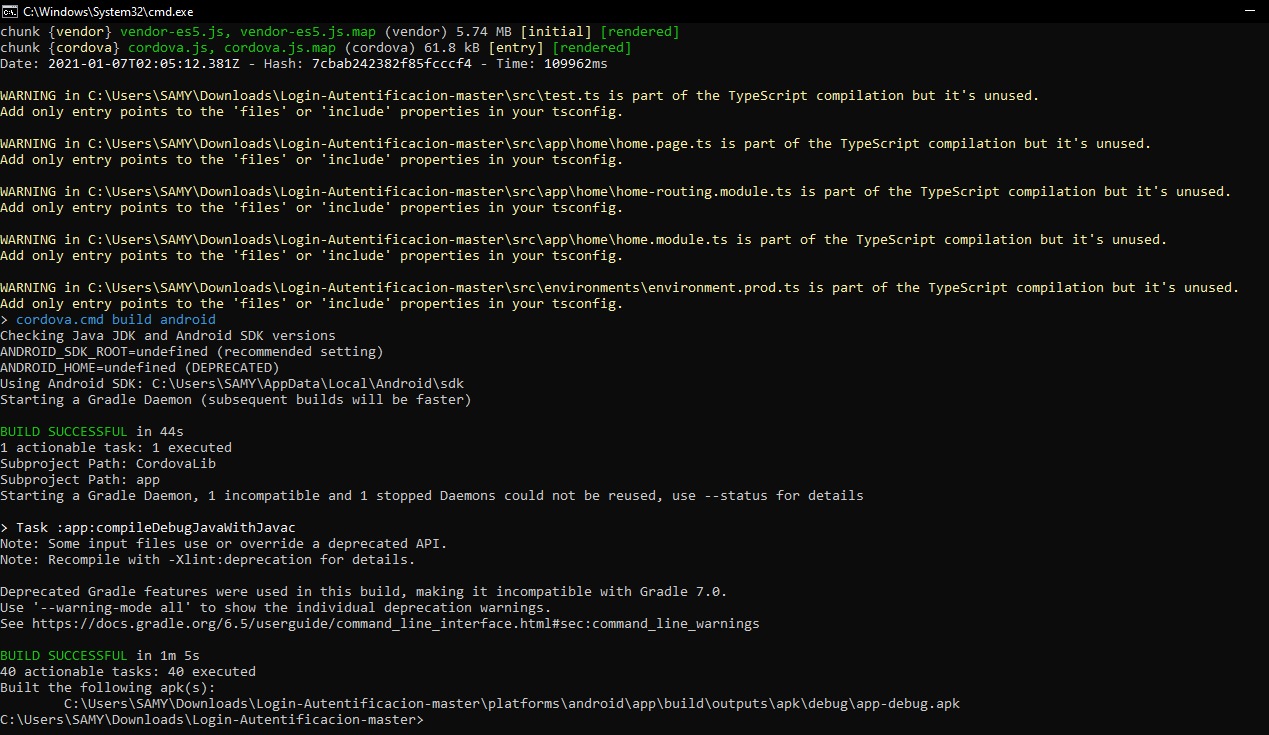 C:\Windows\System32\cmd.exe
chunk {vendor} vendor-es5.js, vendor-es5.js.map (vendor) 5.74 MB [initial] [rendered]
chunk {cordova} cordova.js, cordova.js.map (cordova) 61.8 kB [entry] [rendered]
Date: 2021-01-07T02:05:12.381Z - Hash: 7cbab242382f85fcccf4 - Time: 109962ms
WARNING in C:\Users\SAMY\Downloads\Login-Autentificacion-master\src\test.ts is part of the TypeScript compilation but it's unused.
Add only entry points to the 'files' or 'include' properties in your tsconfig.
WARNING in C:\Users\SAMY\Downloads\Login-Autentificacion-master\src\app\home\home.page.ts is part of the TypeScript compilation but it's unused.
Add only entry points to the 'files' or 'include' properties in your tsconfig.
WARNING in C:\Users\SAMY\Downloads\Login-Autentificacion-master\src\app\home\home-routing.module.ts is part of the TypeScript compilation but it's unused.
Add only entry points to the 'files' or 'include' properties in your tsconfig.
WARNING in C:\Users\SAMY\Downloads\Login-Autentificacion-master\src\app\home\home.module.ts is part of the TypeScript compilation but it's unused.
Add only entry points to the 'files' or 'include' properties in your tsconfig.
WARNING in C:\Users\SAMY\Downloads\Login-Autentificacion-master\src\environments\environment.prod.ts is part of the TypeScript compilation but it's unused.
Add only entry points to the 'files' or 'include' properties in your tsconfig.
> cordova.cmd build android
Checking Java JDK and Android SDK versions
ANDROID_SDK_ROOT=undefined (recommended setting)
ANDROID_HOME=undefined (DEPRECATED)
Using Android SDK: C:\Users\SAMY\AppData\Local\Android\sdk
Starting a Gradle Daemon (subsequent builds will be faster)
BUILD SUCCESSFUL in 44s
1 actionable task: 1 executed
Subproject Path: CordovaLib
Subproject Path: app
Starting a Gradle Daemon, 1 incompatible and 1 stopped Daemons could not be reused, use --status for details
> Task :app:compileDebugJavaWithJavac
Note: Some input files use or override a deprecated API.
Note: Recompile with -Xlint:deprecation for details.
Deprecated Gradle features were used in this build, making it incompatible with Gradle 7.0.
Use '--warning-mode all' to show the individual deprecation warnings.
See https://docs.gradle.org/6.5/userguide/command_line_interface.html#sec:command_line_warnings
BUILD SUCCESSFUL in 1m 5s
40 actionable tasks: 40 executed
Built the following apk(s):
C:\Users\SAMY\Downloads\Login-Autentificacion-master\platforms\android\app\build\outputs\apk\debug\app-debug.apk
C:\Users\SAMY\Downloads\Login-Autentificacion-master>